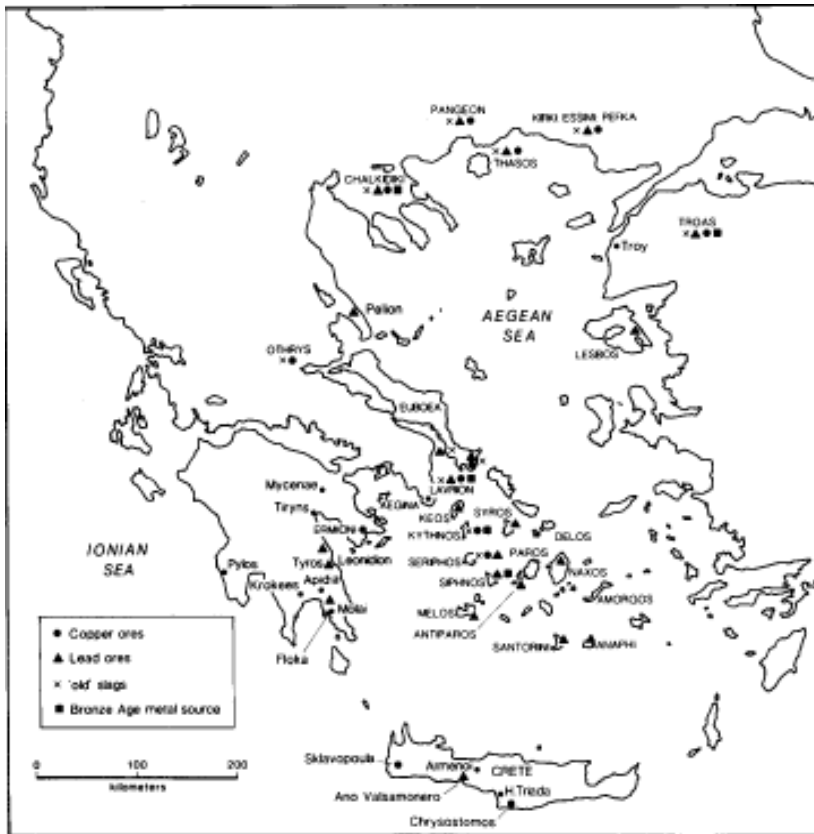 PANGEON
KIRKI ESSIMI PEFKA
THASOS
CHALKIDIKI
TROAS
Troy
Pelion
AEGEAN
SEA
OTHRYS
LESBOS
EUBOEA
Mycenae
LAVRION
Tiryns
AEGINA
KEOS
SYROS
ERMIONI
KYTHNOS
DELOS
IONIAN
SEA
Tyros
Leonidion
SERIPHOS
PAROS
Pylos
NAXOS
Krokees
Apidia
SIPHNOS
AMORGOS
Molai
MELOS
ANTIPAROS
Floka
SANTORINI
ANAPHI
Copper ores
Lead ores
'old' slags
Bronze Age metal source
0 100 200
kilometers
Sklavopoula
Armenoi
CRETE
Ano Valsamonero
H.Triada
Chrysostomos